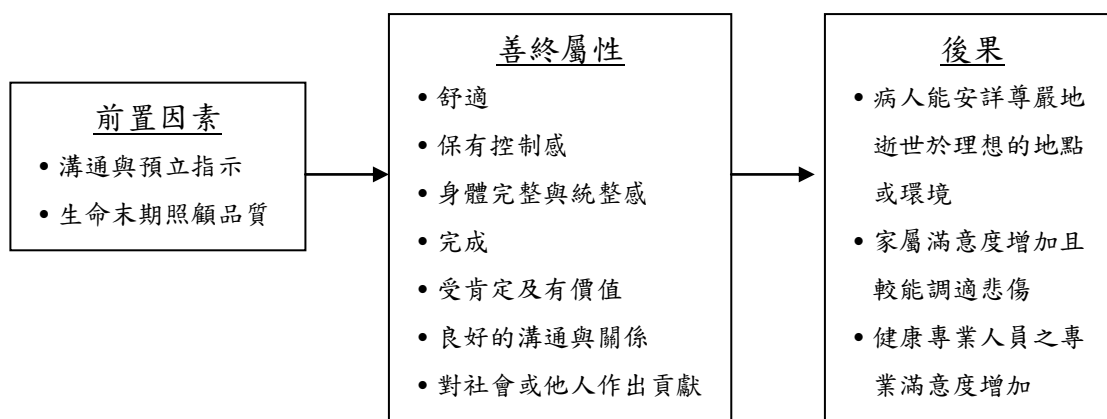 前置因素
• 溝通與預立指示
• 生命末期照顧品質
善終屬性
• 舒適
• 保有控制感
• 身體完整與統整感
• 完成
• 受肯定及有價值
• 良好的溝通與關係
• 對社會或他人作出貢獻
後果
• 病人能安詳尊嚴地
逝世於理想的地點
或環境
• 家屬滿意度增加且
較能調適悲傷
• 健康專業人員之專
業滿意度增加